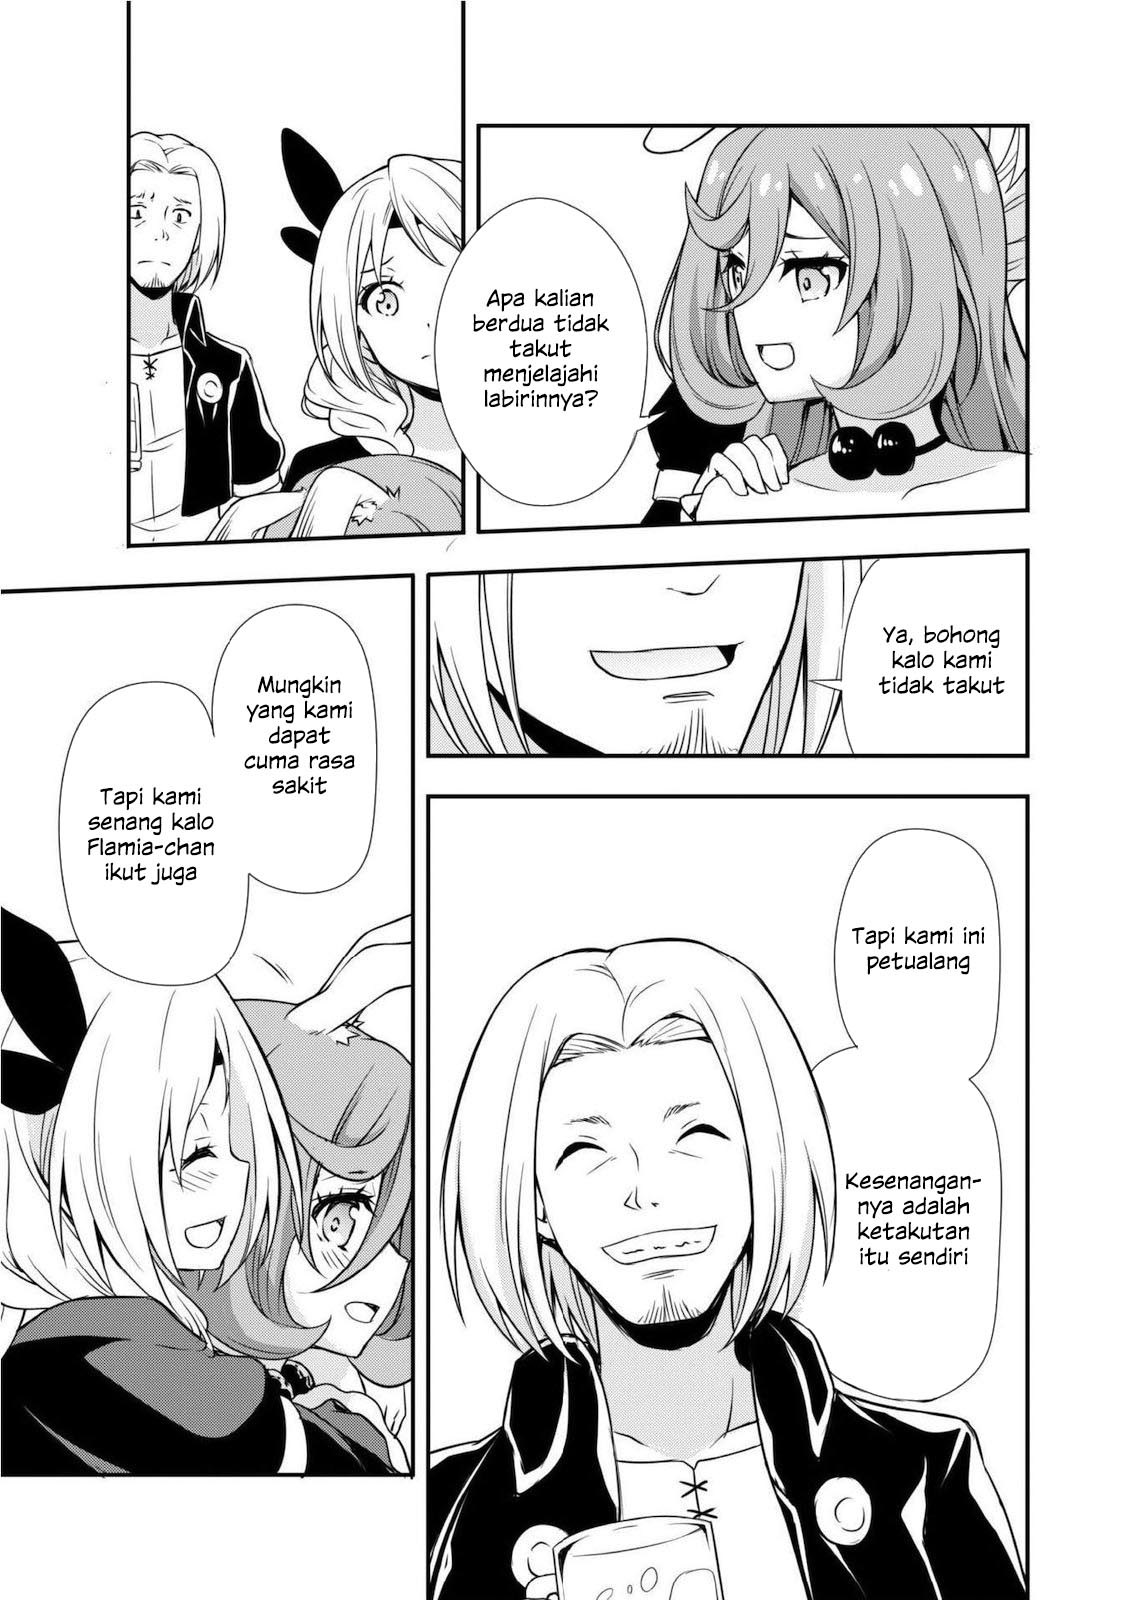 Apa kalian
berdua tidak
takut
menjelajahi
labirinnya?
Ya, bohong
kalo kami
tidak takut
Tapi kami ini
petualang
Kesenangan-
nya adalah
ketakutan
itu sendiri
Mungkin
yang kami
dapat
cuma rasa
sakit
Tapi kami
senang kalo
Flamia-chan
ikut juga